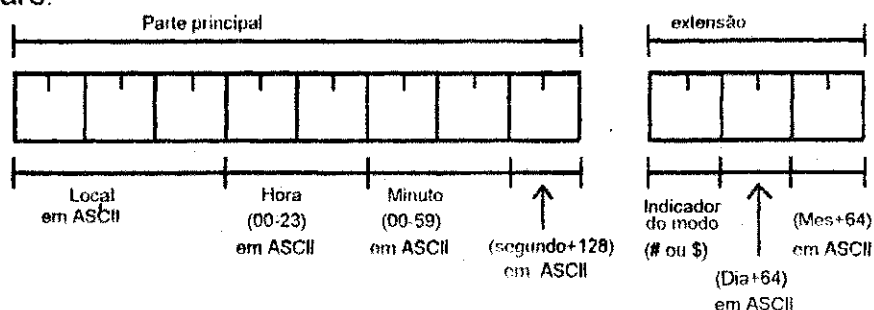 are.
Parte principal
extensão
Local
em ASCII
Hora
(00-23)
em ASCII
Minuto
(00-59)
em ASCII
(segundo+128)
em ASCII
Indicador
do modo
(# ou $)
(Dia+64)
em ASCII
(Mes+64)
em ASCII